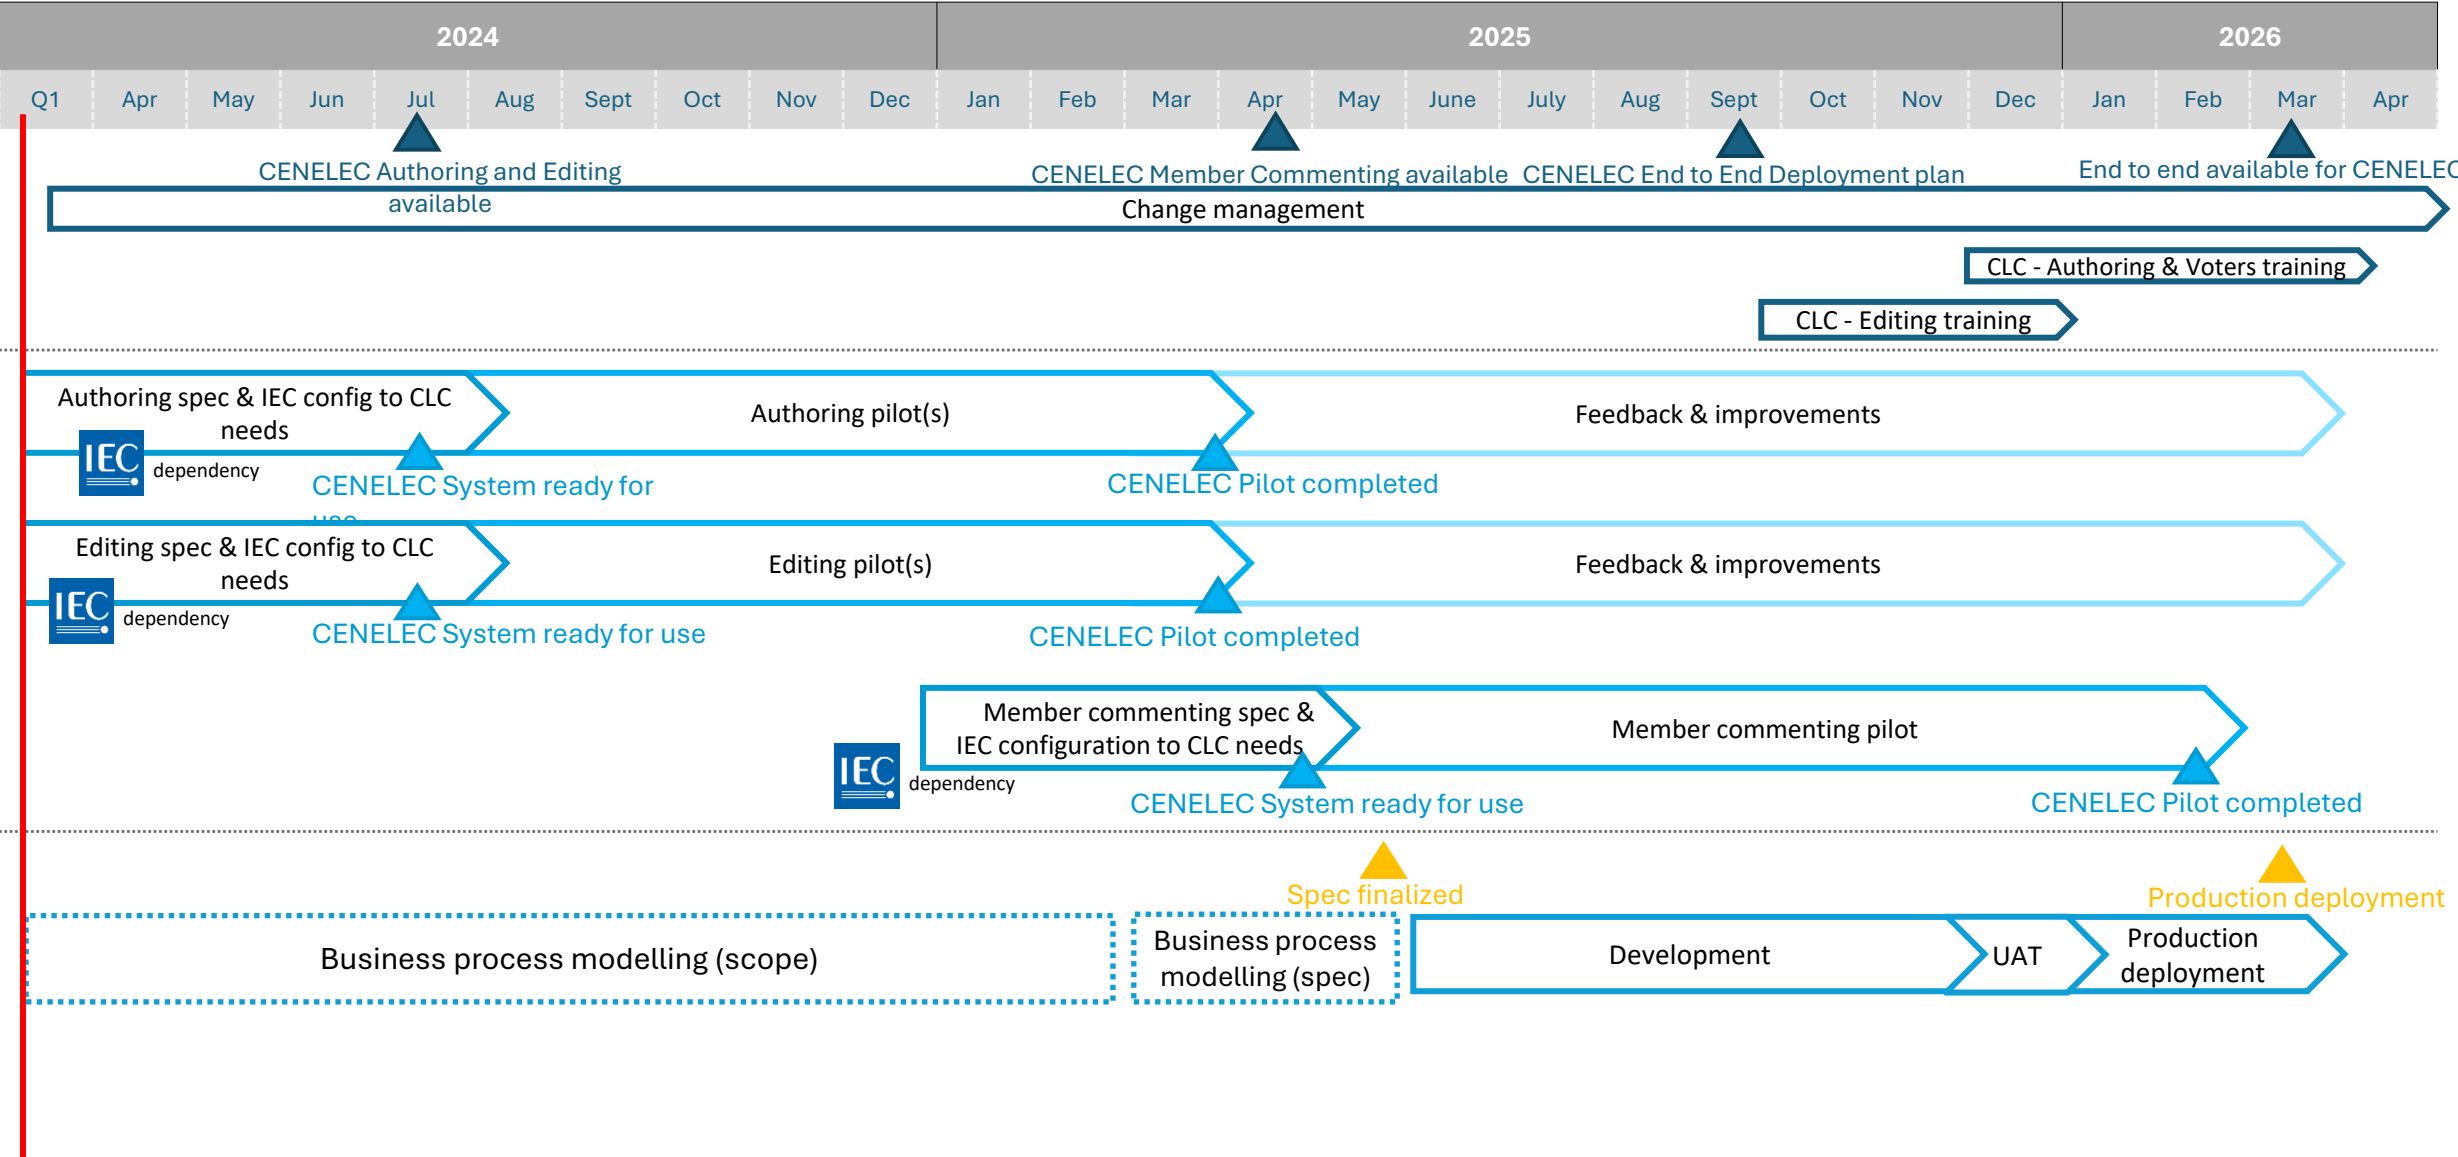 2024
2025
2026
Q1 Apr May Jun Jul Aug Sept Oct Nov Dec Jan Feb Mar Apr May June July Aug Sept Oct Nov Dec Jan Feb Mar Apr
CENELEC Authoring and Editing
available
CENELEC Member Commenting available
CENELEC End to End Deployment plan
End to end available for CENELEC
Change management
CLC - Authoring & Voters training
CLC - Editing training
Authoring spec & IEC config to CLC
needs
Authoring pilot(s)
Feedback & improvements
IEC
dependency
CENELEC System ready for
CENELEC Pilot completed
Editing spec & IEC config to CLC
needs
Editing pilot(s)
Feedback & improvements
IEC
dependency
CENELEC System ready for use
CENELEC Pilot completed
Member commenting spec &
IEC configuration to CLC needs
Member commenting pilot
IEC
dependency
CENELEC System ready for use
CENELEC Pilot completed
Spec finalized
Production deployment
Business process modelling (scope)
Business process
modelling (spec)
Development
UAT
Production
deployment